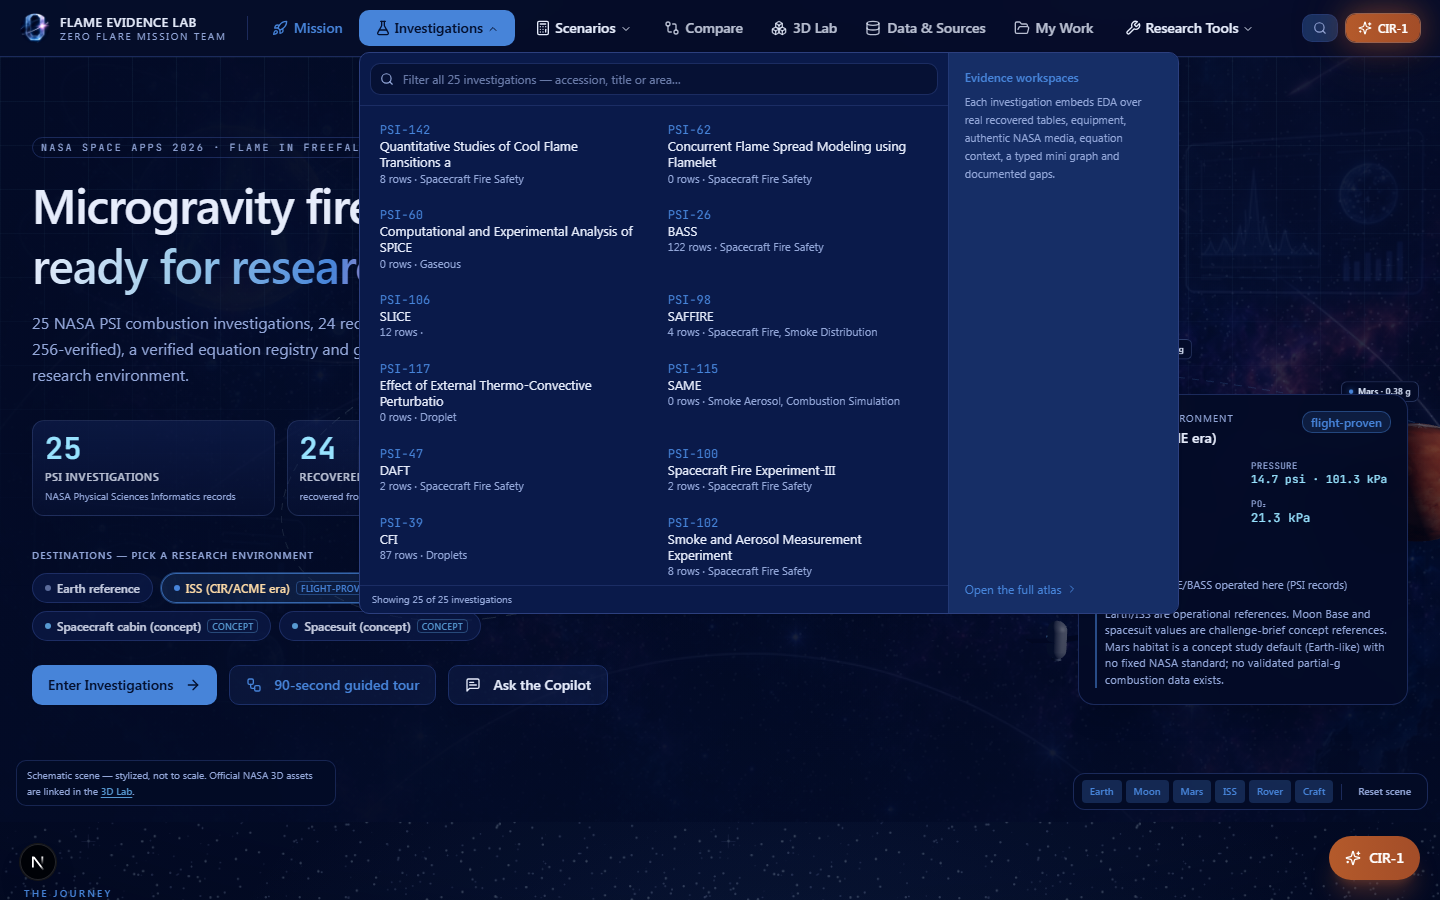 FLAME EVIDENCE LAB
ZERO FLARE MISSION TEAM
Mission
Investigations
Scenarios
Compare
3D Lab
Data & Sources
My Work
Research Tools
CIR-1
Filter all 25 investigations — accession, title or area...
PSI-142
Quantitative Studies of Cool Flame
Transitions a
8 rows · Spacecraft Fire Safety
PSI-62
Concurrent Flame Spread Modeling using
Flamelet
0 rows · Spacecraft Fire Safety
PSI-60
Computational and Experimental Analysis of
SPICE
0 rows · Gaseous
PSI-26
BASS
122 rows · Spacecraft Fire Safety
PSI-106
SLICE
12 rows ·
PSI-98
SAFFIRE
4 rows · Spacecraft Fire, Smoke Distribution
PSI-117
Effect of External Thermo-Convective
Perturbatio
0 rows · Droplet
PSI-115
SAME
0 rows · Smoke Aerosol, Combustion Simulation
PSI-47
DAFT
2 rows · Spacecraft Fire Safety
PSI-100
Spacecraft Fire Experiment-III
2 rows · Spacecraft Fire Safety
PSI-39
CFI
87 rows · Droplets
PSI-102
Smoke and Aerosol Measurement
Experiment
8 rows · Spacecraft Fire Safety
Showing 25 of 25 investigations
Evidence workspaces
Each investigation embeds EDA over
real recovered tables, equipment,
authentic NASA media, equation
context, a typed mini graph and
documented gaps.
Open the full atlas
NASA SPACE APPS 2026 · FLAME IN FREEFAL
Microgravity fire
ready for resear
25 NASA PSI combustion investigations, 24 rec
256-verified), a verified equation registry and g
research environment.
25
PSI INVESTIGATIONS
NASA Physical Sciences Informatics records
24
RECOVERE
recovered fro
DESTINATIONS — PICK A RESEARCH ENVIRONMENT
Earth reference
ISS (CIR/ACME era)
FLIGHT-PROV
Spacecraft cabin (concept)
CONCEPT
Spacesuit (concept)
CONCEPT
Enter Investigations
90-second guided tour
Ask the Copilot
g
Mars · 0.38 g
RONMENT
IE era)
flight-proven
PRESSURE
14.7 psi · 101.3 kPa
PO₂
21.3 kPa
E/BASS operated here (PSI records)
Earth/ISS are operational references. Moon Base and
spacesuit values are challenge-brief concept references.
Mars habitat is a concept study default (Earth-like) with
no fixed NASA standard; no validated partial-g
combustion data exists.
Schematic scene — stylized, not to scale. Official NASA 3D assets
are linked in the 3D Lab.
Earth
Moon
Mars
ISS
Rover
Craft
Reset scene
N
CIR-1
THE JOURNEY